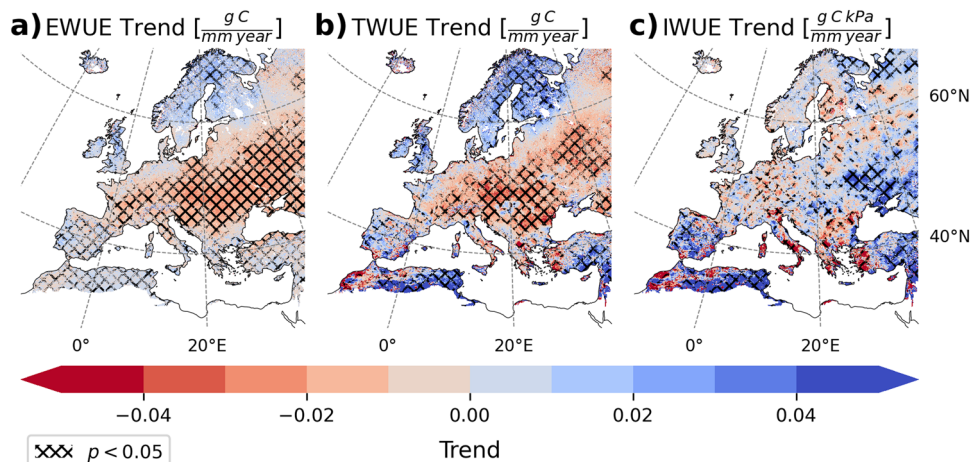 a) EWUE Trend [g C / mm year]
b) TWUE Trend [g C / mm year]
c) IWUE Trend [g C kPa / mm year]
60°N
40°N
0°
20°E
0°
20°E
0°
20°E
−0.04
−0.02
0.00
0.02
0.04
p < 0.05
Trend